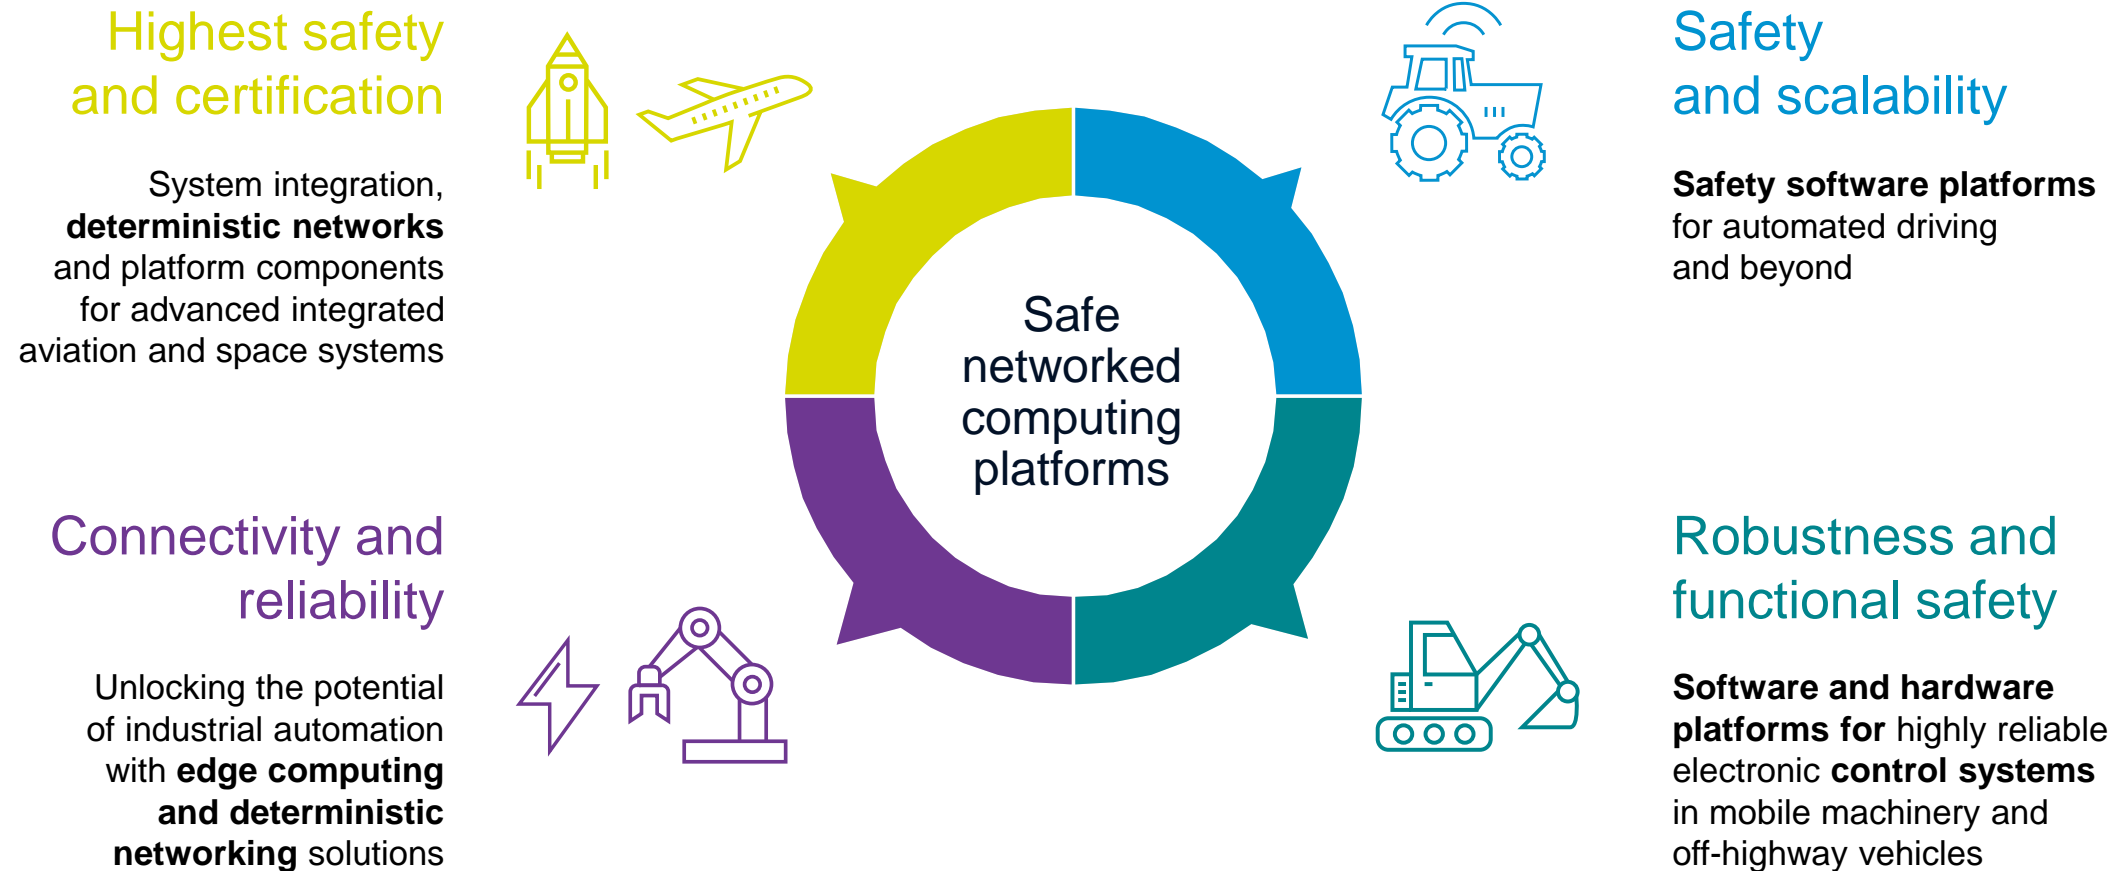 Highest safety
and certification
System integration,
deterministic networks
and platform components
for advanced integrated
aviation and space systems
Safety
and scalability
Safety software platforms
for automated driving
and beyond
Safe
networked
computing
platforms
Connectivity and
reliability
Unlocking the potential
of industrial automation
with edge computing
and deterministic
networking solutions
Robustness and
functional safety
Software and hardware
platforms for highly reliable
electronic control systems
in mobile machinery and
off-highway vehicles